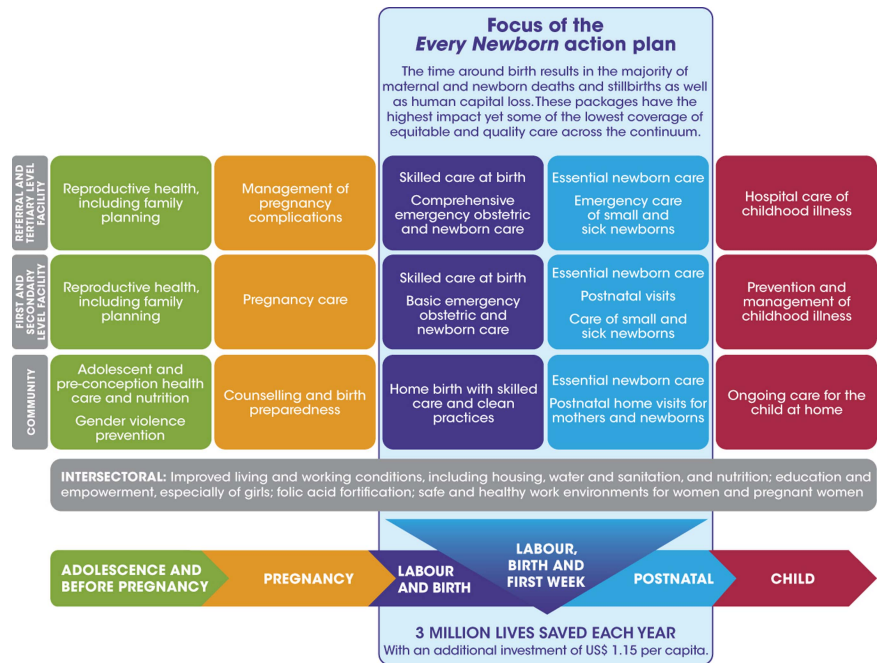 Focus of the
Every Newborn action plan
The time around birth results in the majority of
maternal and newborn deaths and stillbirths as well
as human capital loss. These packages have the
highest impact yet some of the lowest coverage of
equitable and quality care across the continuum.
REFERRAL AND
TERTIARY LEVEL
FACILITY
Reproductive health,
including family
planning
Management of
pregnancy
complications
Skilled care at birth
Comprehensive
emergency obstetric
and newborn care
Essential newborn care
Emergency care
of small and
sick newborns
Hospital care of
childhood illness
FIRST AND
SECONDARY
LEVEL FACILITY
Reproductive health,
including family
planning
Pregnancy care
Skilled care at birth
Basic emergency
obstetric and
newborn care
Essential newborn care
Postnatal visits
Care of small and
sick newborns
Prevention and
management of
childhood illness
COMMUNITY
Adolescent and
pre-conception health
care and nutrition
Gender violence
prevention
Counselling and birth
preparedness
Home birth with skilled
care and clean
practices
Essential newborn care
Postnatal home visits for
mothers and newborns
Ongoing care for the
child at home
INTERSECTORAL: Improved living and working conditions, including housing, water and sanitation, and nutrition; education and
empowerment, especially of girls; folic acid fortification; safe and healthy work environments for women and pregnant women
ADOLESCENCE AND
BEFORE PREGNANCY
PREGNANCY
LABOUR
AND BIRTH
LABOUR,
BIRTH AND
FIRST WEEK
POSTNATAL
CHILD
3 MILLION LIVES SAVED EACH YEAR
With an additional investment of US$ 1.15 per capita.